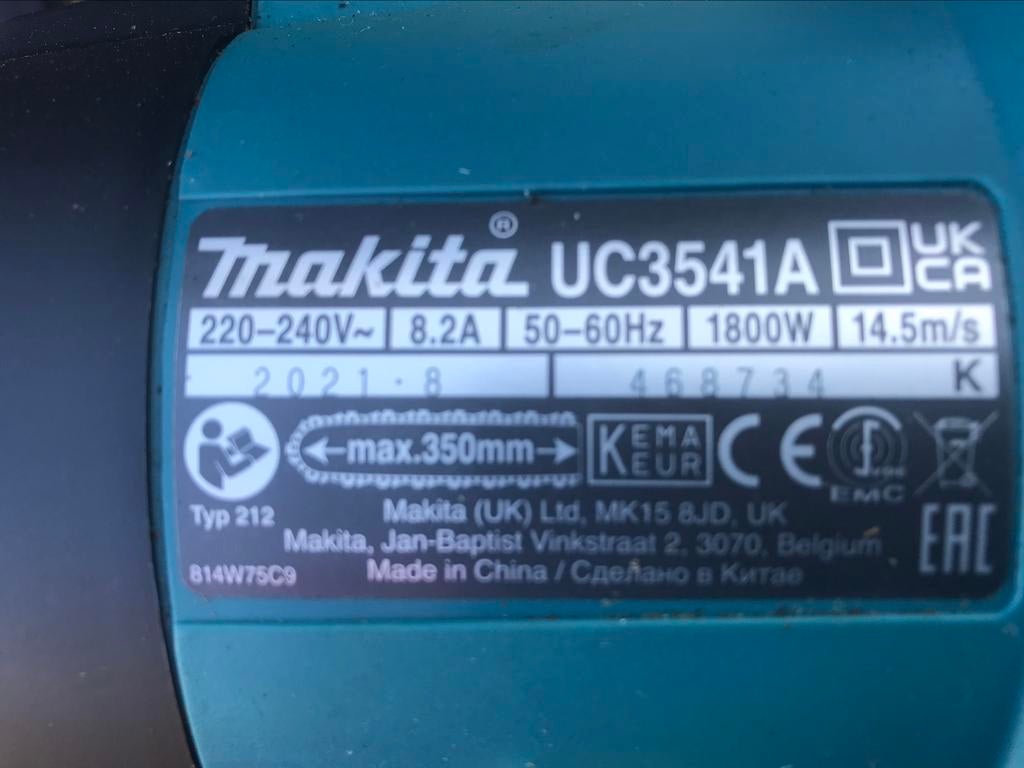 makita® UC3541A UK CA
220-240V~ 8.2A 50-60Hz 1800W 14.5m/s
2021.8 468734 K
max.350mm KEMA KEUR CE EMC
Typ 212 Makita (UK) Ltd, MK15 8JD, UK
Makita, Jan-Baptist Vinkstraat 2, 3070, Belgium EAC
814W75C9 Made in China / Сделано в Китае